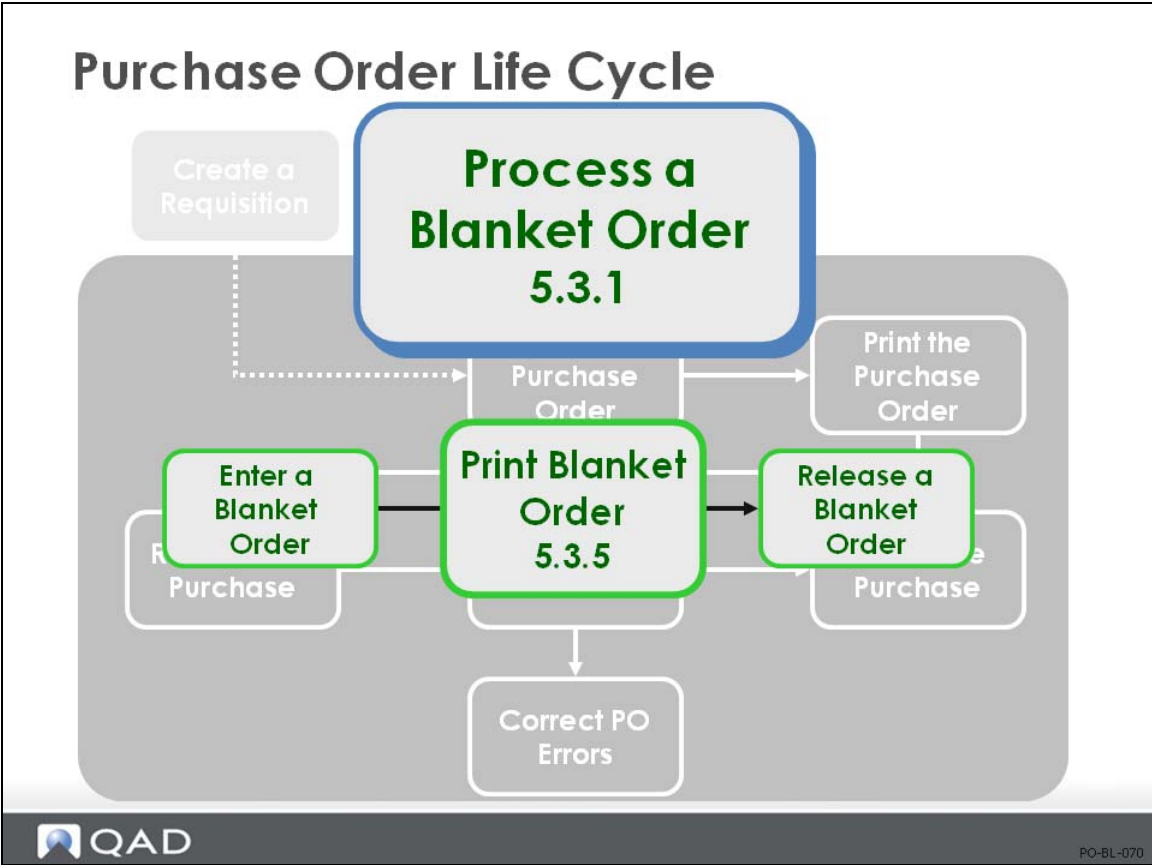 Purchase Order Life Cycle
Create a
Requisition
Process a
Blanket Order
5.3.1
Purchase
Order
Print the
Purchase
Order
Enter a
Blanket
Order
Print Blanket
Order
5.3.5
Release a
Blanket
Order
Purchase
Purchase
Correct PO
Errors
QAD
PO-BL-070